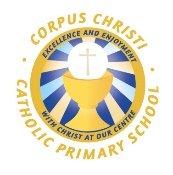 CORPUS CHRISTI
EXCELLENCE AND ENJOYMENT
WITH CHRIST AT OUR CENTRE
CATHOLIC PRIMARY SCHOOL